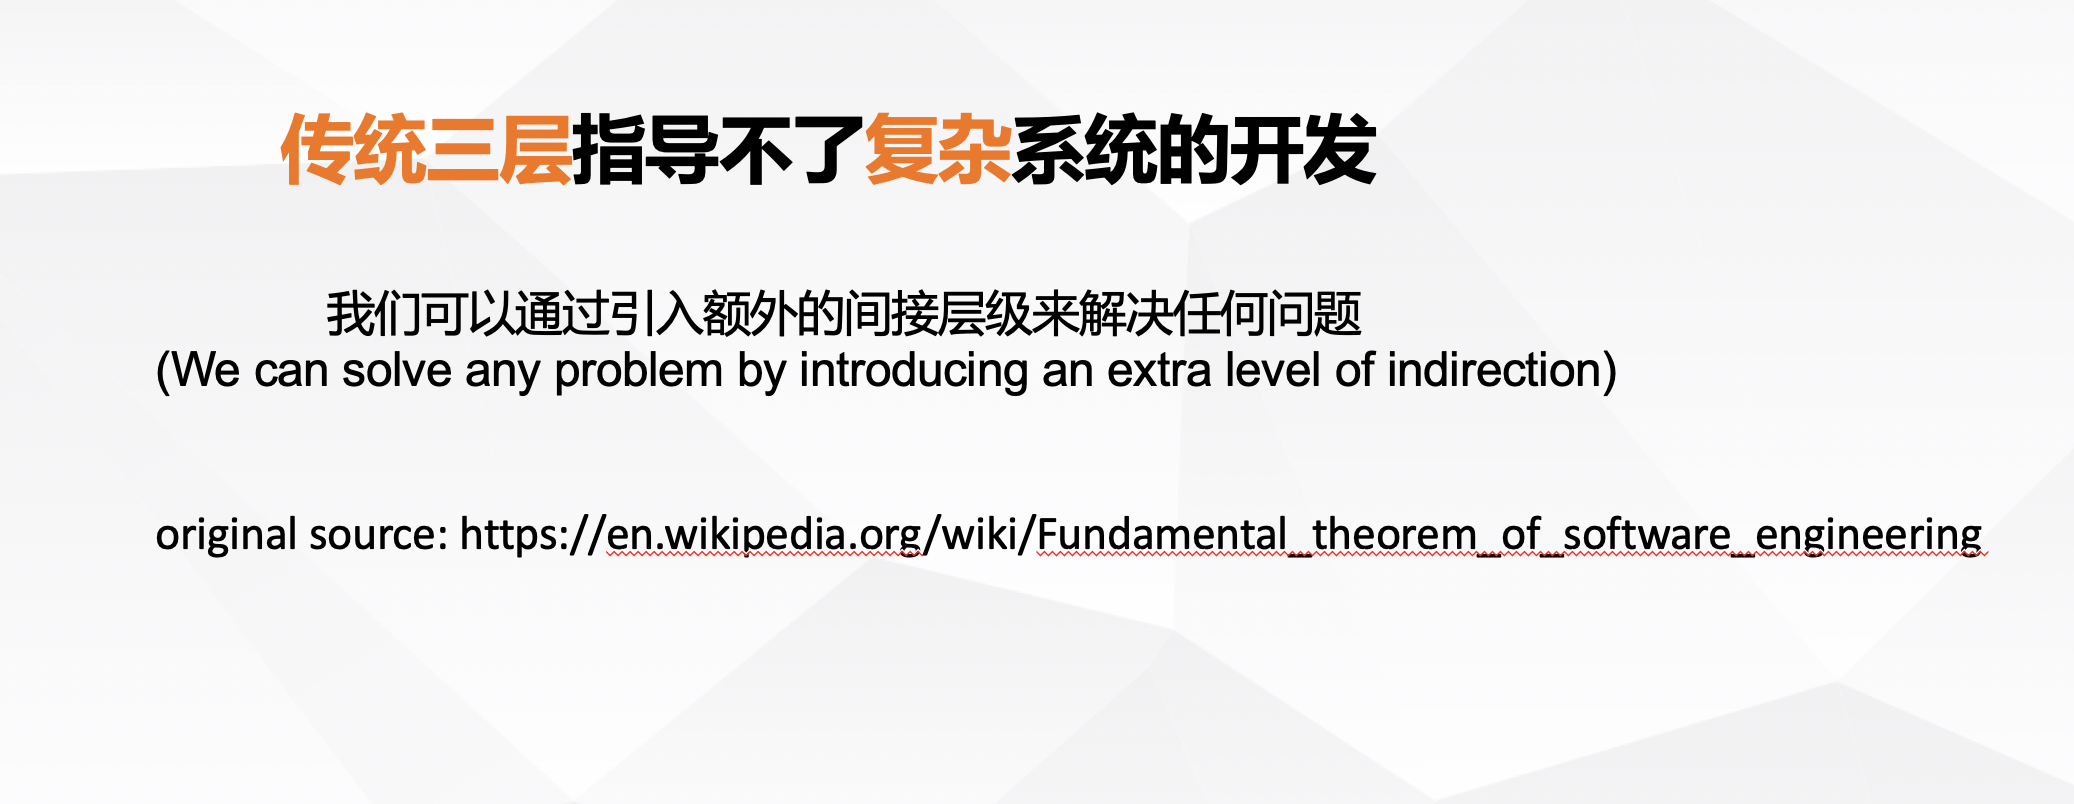 传统三层指导不了复杂系统的开发
我们可以通过引入额外的间接层级来解决任何问题
(We can solve any problem by introducing an extra level of indirection)
original source: https://en.wikipedia.org/wiki/Fundamental_theorem_of_software_engineering